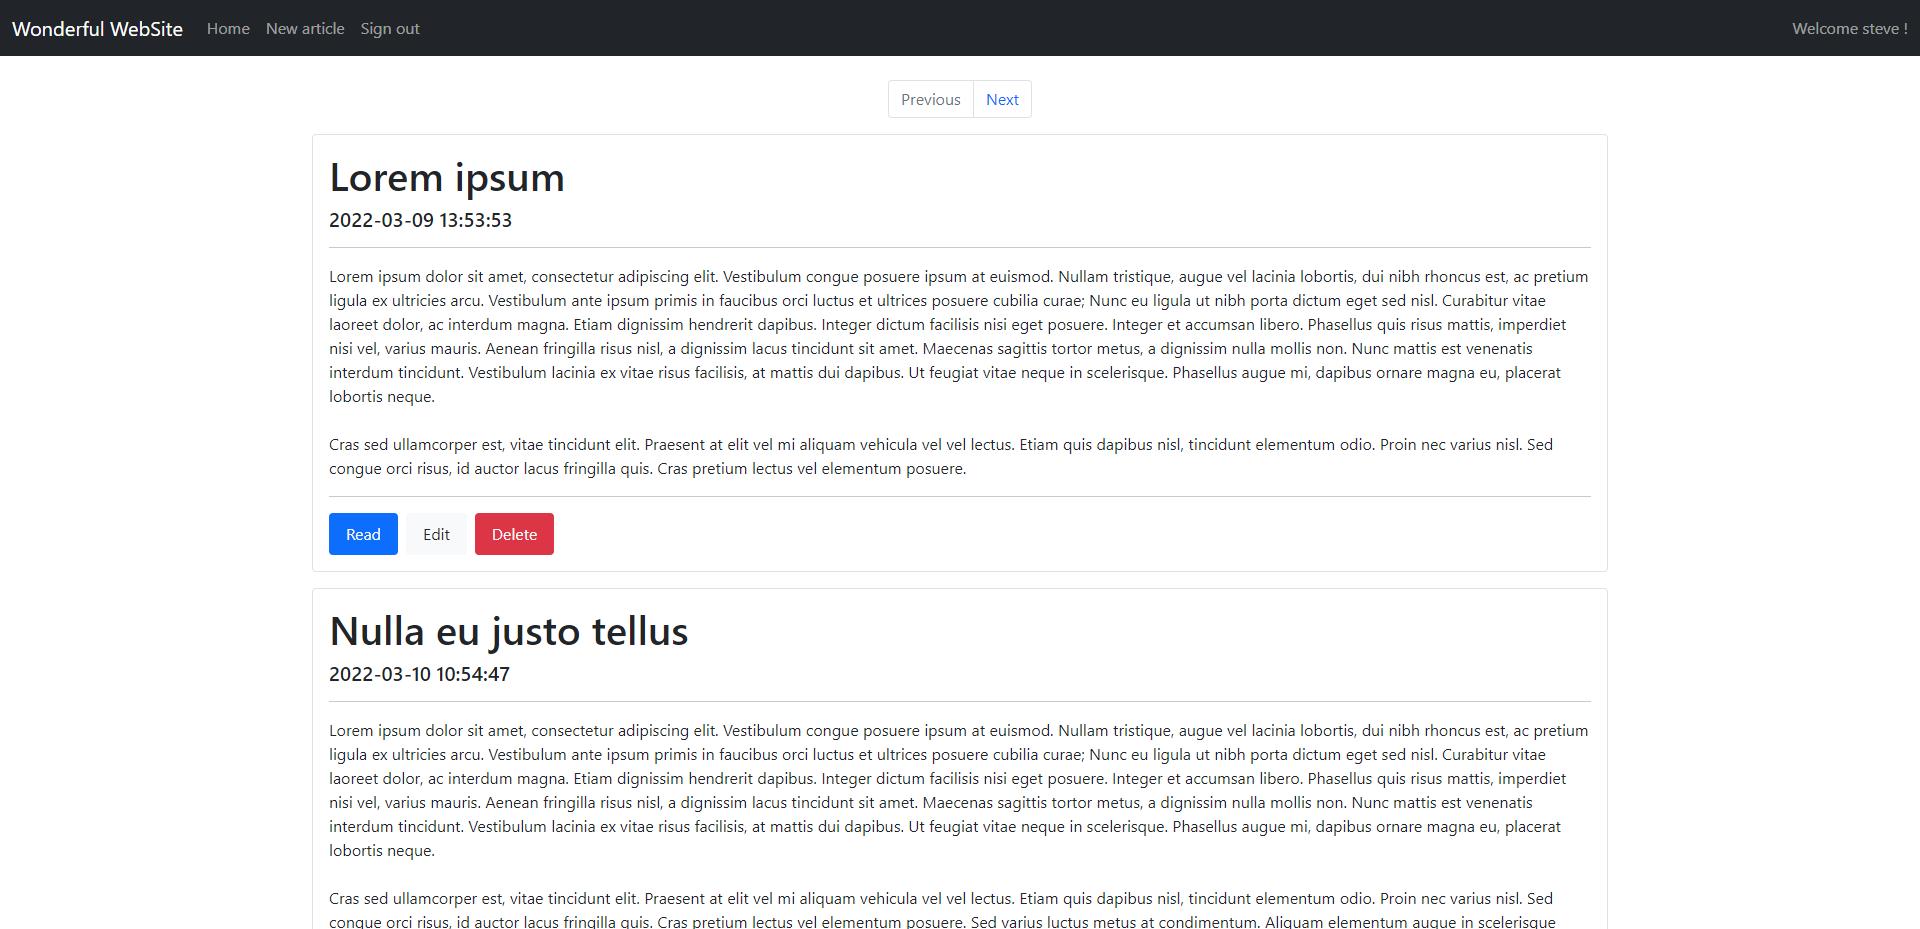 Wonderful WebSite Home New article Sign out Welcome steve !
Previous Next
Lorem ipsum
2022-03-09 13:53:53
Lorem ipsum dolor sit amet, consectetur adipiscing elit. Vestibulum congue posuere ipsum at euismod. Nullam tristique, augue vel lacinia lobortis, dui nibh rhoncus est, ac pretium
ligula ex ultricies arcu. Vestibulum ante ipsum primis in faucibus orci luctus et ultrices posuere cubilia curae; Nunc eu ligula ut nibh porta dictum eget sed nisl. Curabitur vitae
laoreet dolor, ac interdum magna. Etiam dignissim hendrerit dapibus. Integer dictum facilisis nisi eget posuere. Integer et accumsan libero. Phasellus quis risus mattis, imperdiet
nisi vel, varius mauris. Aenean fringilla risus nisl, a dignissim lacus tincidunt sit amet. Maecenas sagittis tortor metus, a dignissim nulla mollis non. Nunc mattis est venenatis
interdum tincidunt. Vestibulum lacinia ex vitae risus facilisis, at mattis dui dapibus. Ut feugiat vitae neque in scelerisque. Phasellus augue mi, dapibus ornare magna eu, placerat
lobortis neque.
Cras sed ullamcorper est, vitae tincidunt elit. Praesent at elit vel mi aliquam vehicula vel vel lectus. Etiam quis dapibus nisl, tincidunt elementum odio. Proin nec varius nisl. Sed
congue orci risus, id auctor lacus fringilla quis. Cras pretium lectus vel elementum posuere.
Read Edit Delete
Nulla eu justo tellus
2022-03-10 10:54:47
Lorem ipsum dolor sit amet, consectetur adipiscing elit. Vestibulum congue posuere ipsum at euismod. Nullam tristique, augue vel lacinia lobortis, dui nibh rhoncus est, ac pretium
ligula ex ultricies arcu. Vestibulum ante ipsum primis in faucibus orci luctus et ultrices posuere cubilia curae; Nunc eu ligula ut nibh porta dictum eget sed nisl. Curabitur vitae
laoreet dolor, ac interdum magna. Etiam dignissim hendrerit dapibus. Integer dictum facilisis nisi eget posuere. Integer et accumsan libero. Phasellus quis risus mattis, imperdiet
nisi vel, varius mauris. Aenean fringilla risus nisl, a dignissim lacus tincidunt sit amet. Maecenas sagittis tortor metus, a dignissim nulla mollis non. Nunc mattis est venenatis
interdum tincidunt. Vestibulum lacinia ex vitae risus facilisis, at mattis dui dapibus. Ut feugiat vitae neque in scelerisque. Phasellus augue mi, dapibus ornare magna eu, placerat
lobortis neque.
Cras sed ullamcorper est, vitae tincidunt elit. Praesent at elit vel mi aliquam vehicula vel vel lectus. Etiam quis dapibus nisl, tincidunt elementum odio. Proin nec varius nisl. Sed
congue orci risus, id auctor lacus fringilla quis. Cras pretium lectus vel elementum posuere. Sed varius luctus metus at condimentum. Aliquam elementum augue in scelerisque